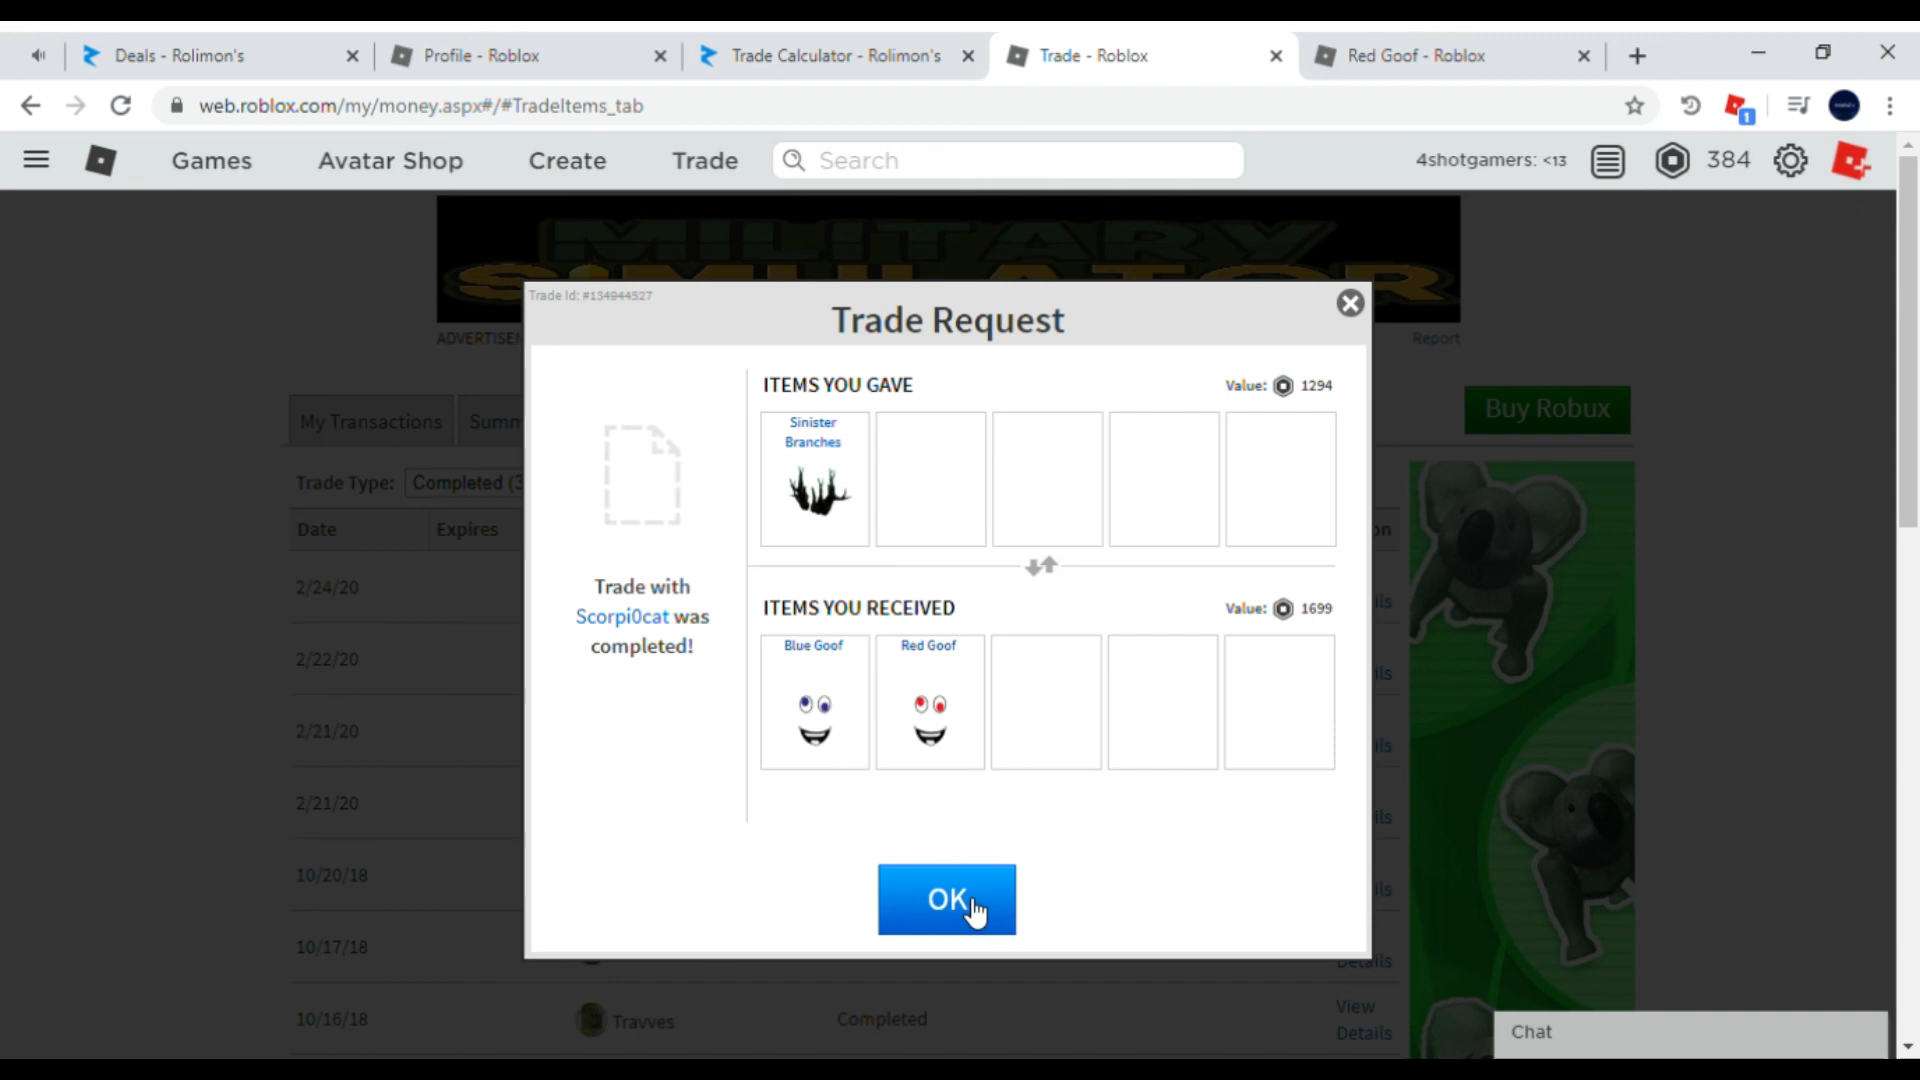 Deals - Rolimon's
Profile - Roblox
Trade Calculator - Rolimon's
Trade - Roblox
Red Goof - Roblox
web.roblox.com/my/money.aspx#/#TradeItems_tab
1
Games
Avatar Shop
Create
Trade
Search
4shotgamers: <13
384
MILITARY
SIMULATOR
Report
Trade Id: #134944527
Trade Request
ITEMS YOU GAVE
Value: 1294
Sinister
Branches
Trade with
Scorpi0cat was
completed!
ITEMS YOU RECEIVED
Value: 1699
Blue Goof
Red Goof
OK
My Transactions
Buy Robux
Trade Type:
Completed
Date
Expires
2/24/20
2/22/20
2/21/20
2/21/20
10/20/18
10/17/18
Details
10/16/18
Travves
Completed
View
Details
Chat